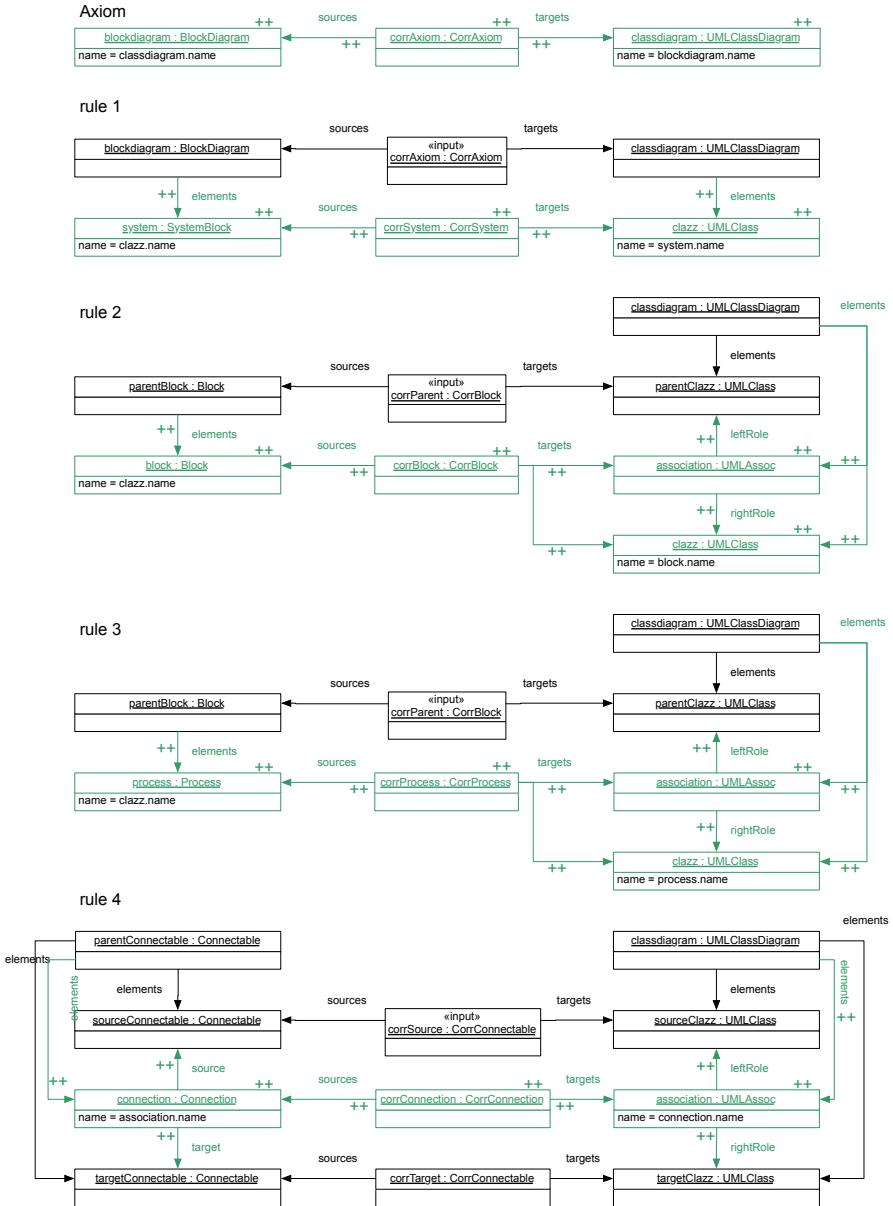 Axiom
sources
targets
++ ++ ++
blockdiagram : BlockDiagram
corrAxiom : CorrAxiom
classdiagram : UMLClassDiagram
++ ++
name = classdiagram.name
name = blockdiagram.name
rule 1
sources
targets
blockdiagram : BlockDiagram
«input»
corrAxiom : CorrAxiom
classdiagram : UMLClassDiagram
++ elements
++ elements
sources
targets
++ ++ ++
system : SystemBlock
corrSystem : CorrSystem
clazz : UMLClass
++ ++
name = clazz.name
name = system.name
rule 2
classdiagram : UMLClassDiagram
elements
elements
sources
targets
parentBlock : Block
«input»
corrParent : CorrBlock
parentClazz : UMLClass
++ elements
++ leftRole
sources
targets
++ ++ ++
block : Block
corrBlock : CorrBlock
association : UMLAssoc
++ ++ ++
name = clazz.name
++ rightRole
++
clazz : UMLClass
++ ++
name = block.name
rule 3
classdiagram : UMLClassDiagram
elements
elements
sources
targets
parentBlock : Block
«input»
corrParent : CorrBlock
parentClazz : UMLClass
++ elements
++ leftRole
sources
targets
++ ++ ++
process : Process
corrProcess : CorrProcess
association : UMLAssoc
++ ++ ++
name = clazz.name
++ rightRole
clazz : UMLClass
++ ++
name = process.name
rule 4
elements
parentConnectable : Connectable
classdiagram : UMLClassDiagram
elements
elements
elements
elements
elements
++
sources
targets
sourceConnectable : Connectable
«input»
corrSource : CorrConnectable
sourceClazz : UMLClass
++ source
++ leftRole
++
sources
targets
++ ++ ++
connection : Connection
corrConnection : CorrConnection
association : UMLAssoc
++ ++ ++
name = association.name
name = connection.name
++ target
++ rightRole
sources
targets
targetConnectable : Connectable
corrTarget : CorrConnectable
targetClazz : UMLClass